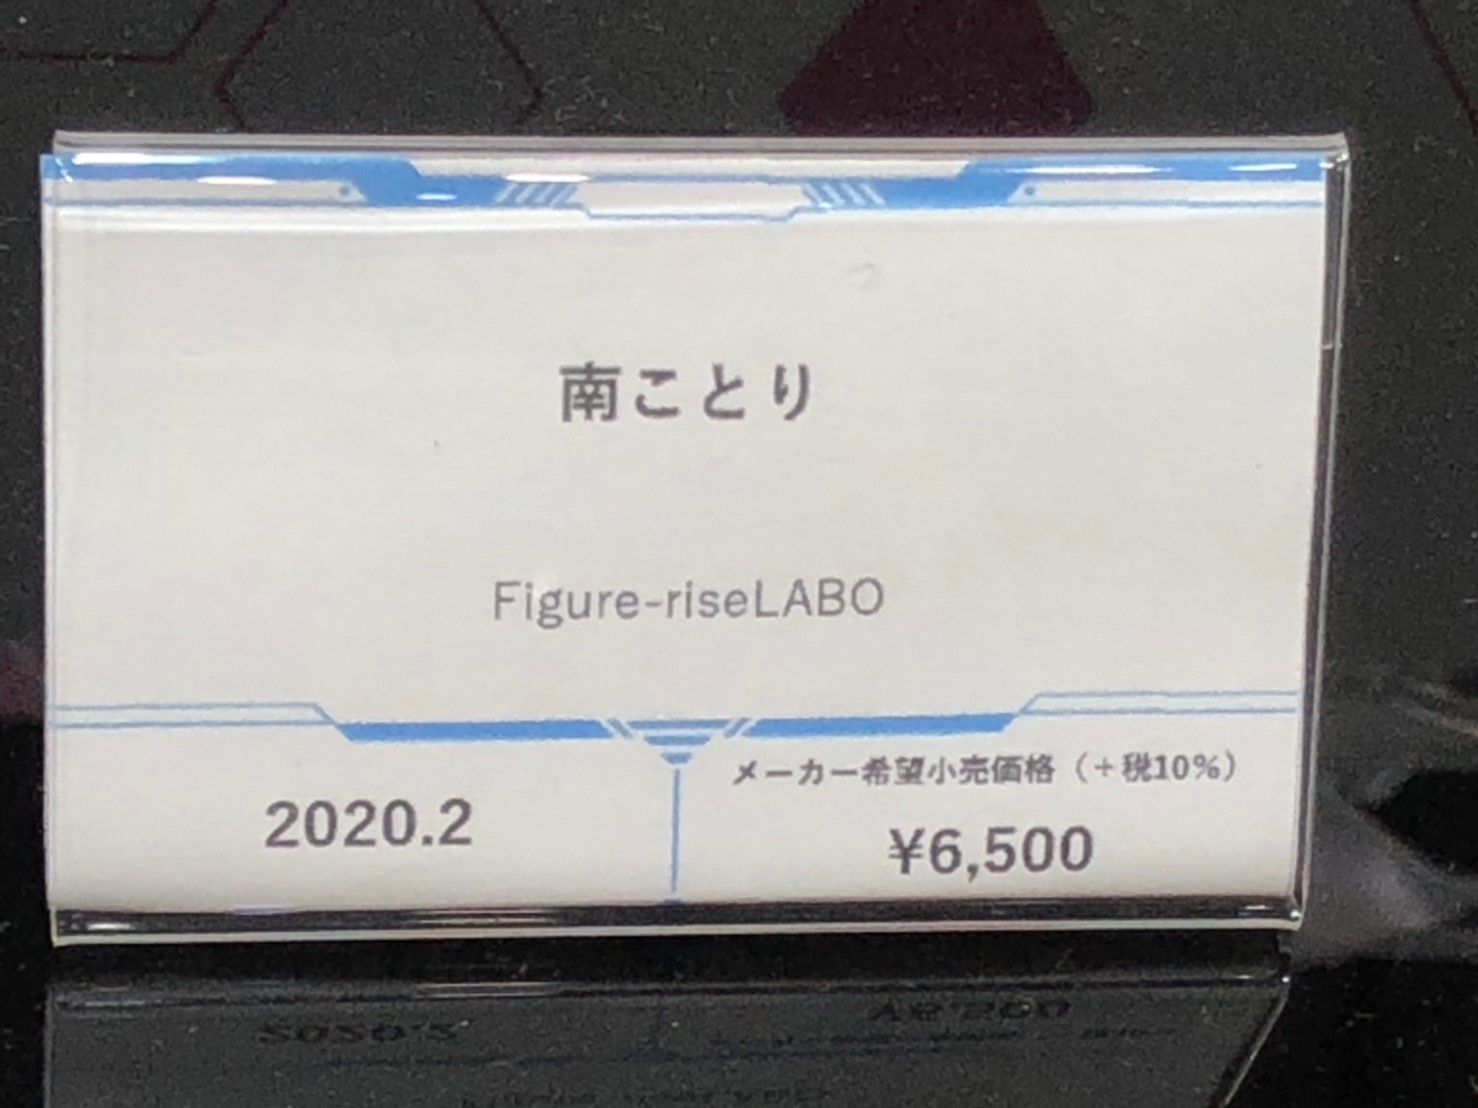 南ことり
Figure-riseLABO
2020.2
メーカー希望小売価格（+税10%）
¥6,500